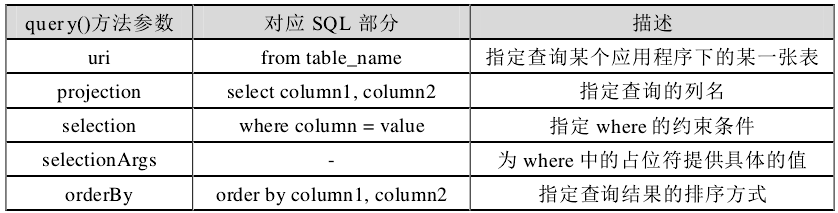 query()方法参数 对应 SQL 部分 描述
uri from table_name 指定查询某个应用程序下的某一张表
projection select column1, column2 指定查询的列名
selection where column = value 指定 where 的约束条件
selectionArgs - 为 where 中的占位符提供具体的值
orderBy order by column1, column2 指定查询结果的排序方式